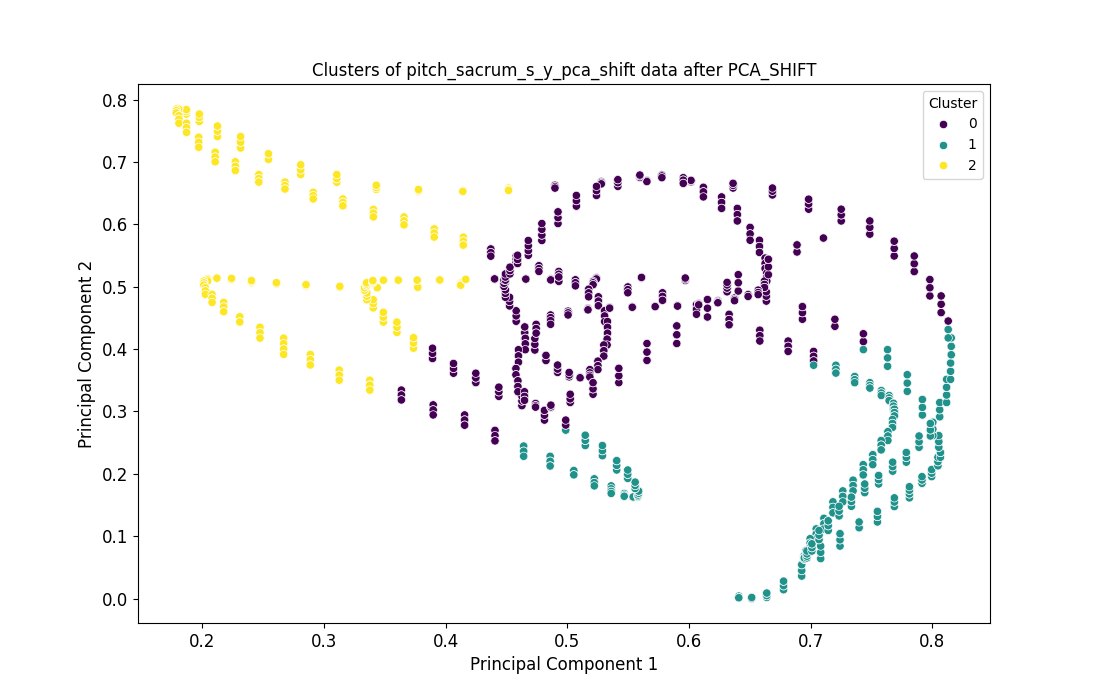 Clusters of pitch_sacrum_s_y_pca_shift data after PCA_SHIFT
Cluster
0
1
2
Principal Component 2
0.8
0.7
0.6
0.5
0.4
0.3
0.2
0.1
0.0
0.2 0.3 0.4 0.5 0.6 0.7 0.8
Principal Component 1